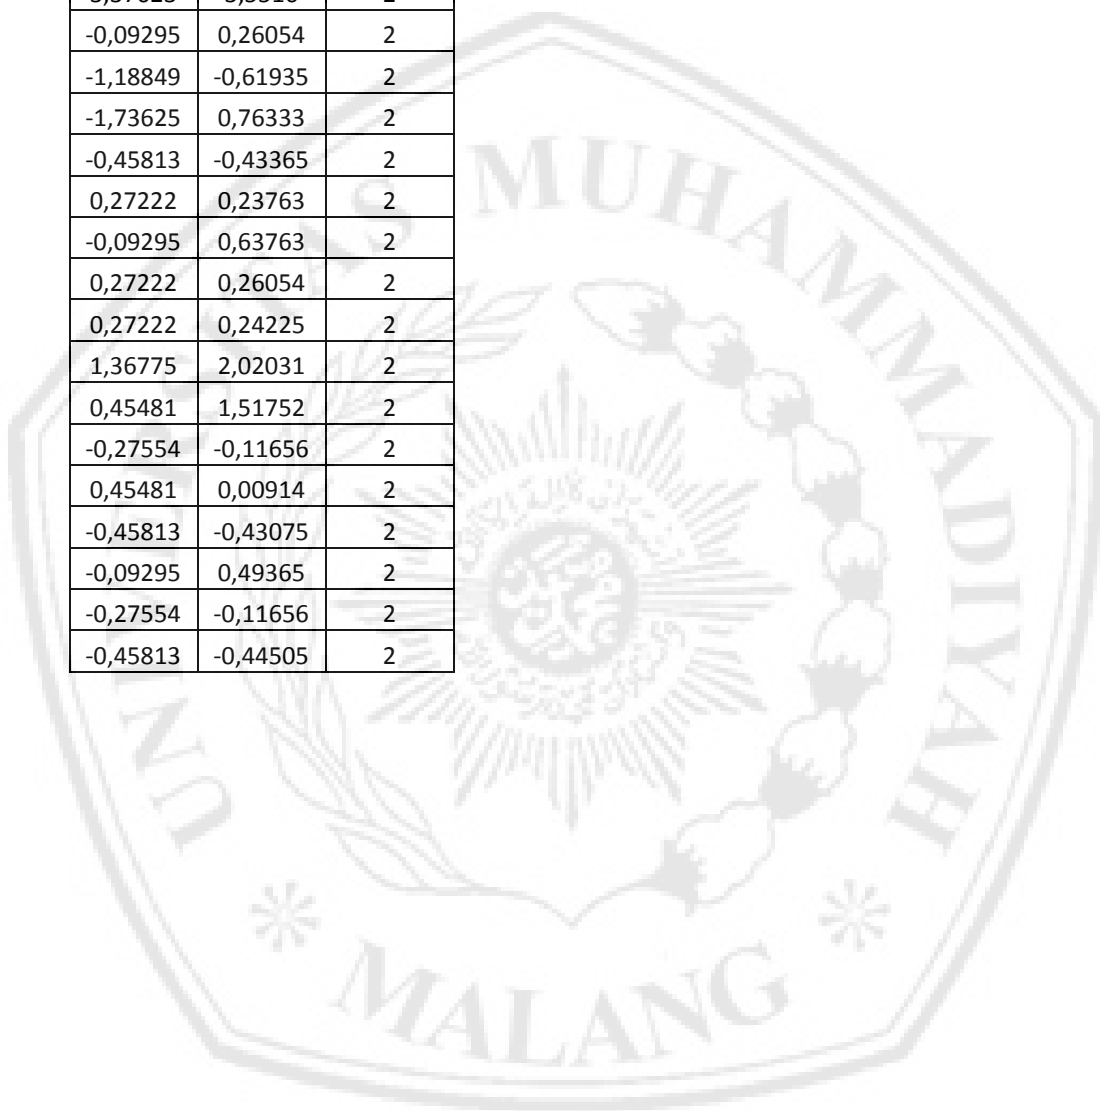 -0,09295 0,26054 2
-1,18849 -0,61935 2
-1,73625 0,76333 2
-0,45813 -0,43365 2
0,27222 0,23763 2
-0,09295 0,63763 2
0,27222 0,26054 2
0,27222 0,24225 2
1,36775 2,02031 2
0,45481 1,51752 2
-0,27554 -0,11656 2
0,45481 0,00914 2
-0,45813 -0,43075 2
-0,09295 0,49365 2
-0,27554 -0,11656 2
-0,45813 -0,44505 2
UNIVERSITAS MUHAMMADIYAH
MALANG